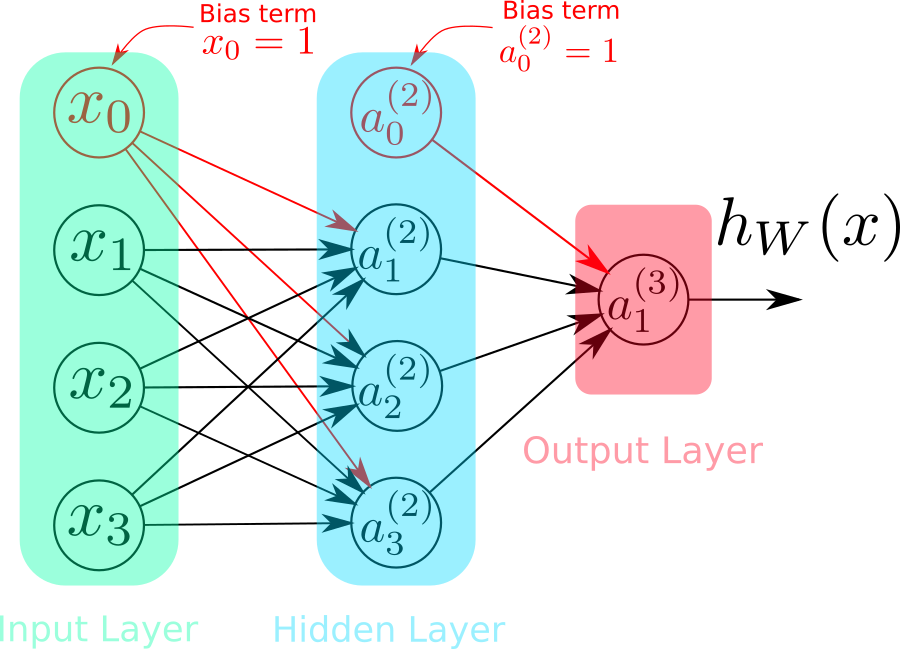 Bias term
x_0 = 1
Bias term
a_0^{(2)} = 1
x_0
a_0^{(2)}
x_1
a_1^{(2)}
h_W(x)
a_1^{(3)}
x_2
a_2^{(2)}
Output Layer
x_3
a_3^{(2)}
Input Layer
Hidden Layer